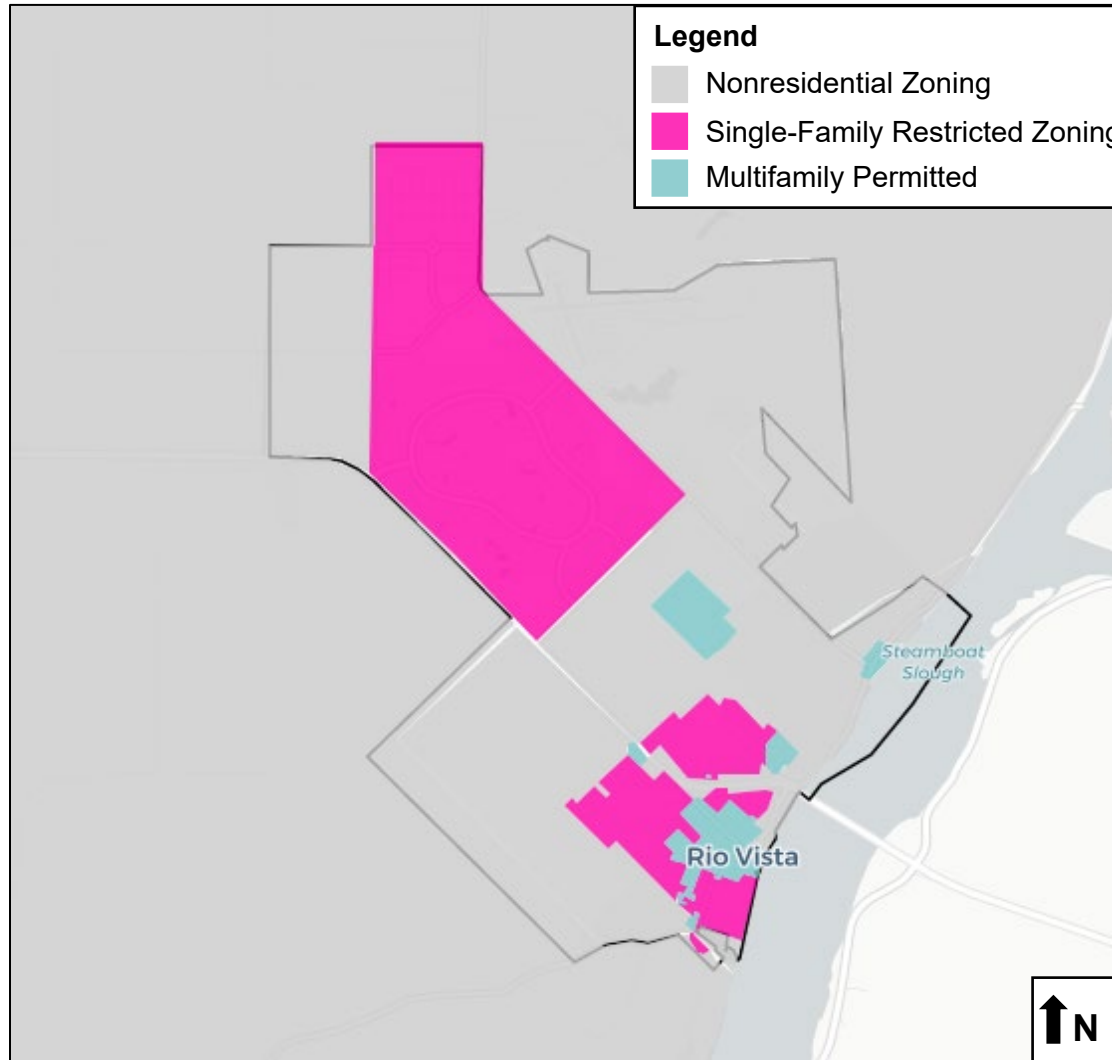 Legend
Nonresidential Zoning
Single-Family Restricted Zoning
Multifamily Permitted
Steamboat
Slough
Rio Vista
N